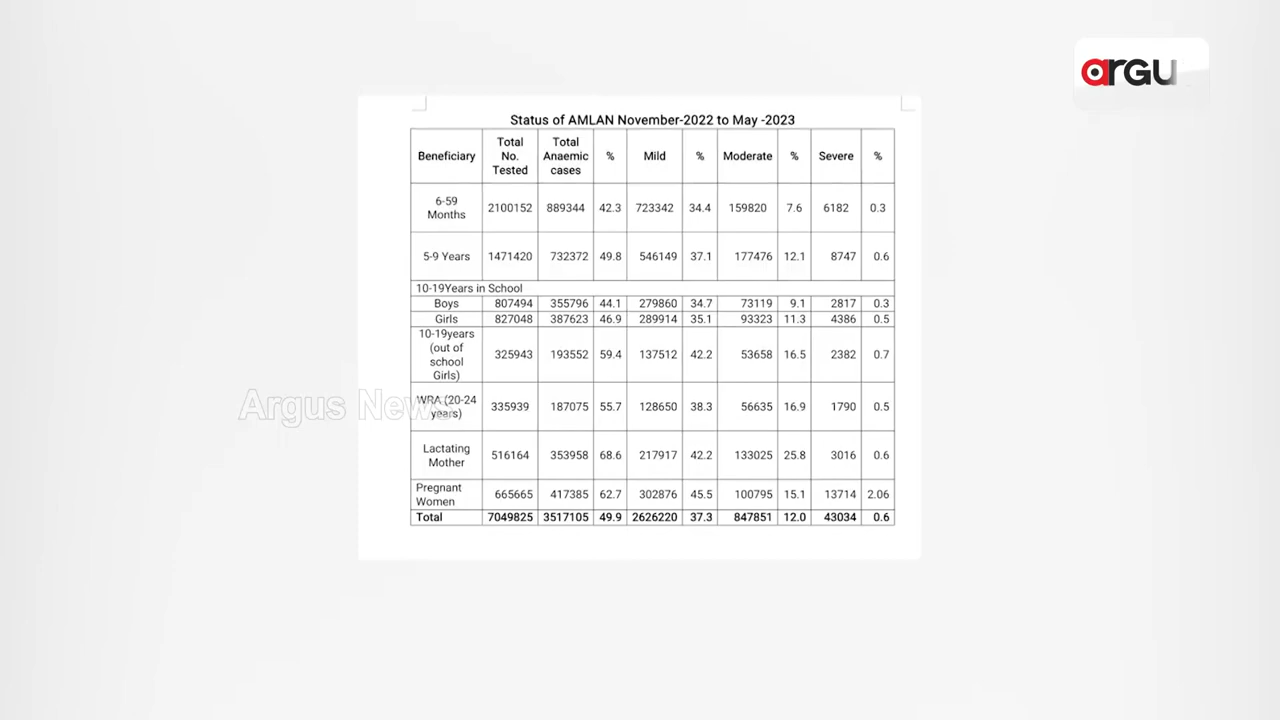 arGU
Status of AMLAN November-2022 to May -2023
Beneficiary Total No. Tested Total Anaemic cases % Mild % Moderate % Severe %
6-59 Months 2100152 889344 42.3 723342 34.4 159820 7.6 6182 0.3
5-9 Years 1471420 732372 49.8 546149 37.1 177476 12.1 8747 0.6
10-19Years in School
Boys 807494 355796 44.1 279860 34.7 73119 9.1 2817 0.3
Girls 827048 387623 46.9 289914 35.1 93323 11.3 4386 0.5
10-19years (out of school Girls) 325943 193552 59.4 137512 42.2 53658 16.5 2382 0.7
WRA (20-24 years) 335939 187075 55.7 128650 38.3 56635 16.9 1790 0.5
Argus News
Lactating Mother 516164 353958 68.6 217917 42.2 133025 25.8 3016 0.6
Pregnant Women 665665 417385 62.7 302876 45.5 100795 15.1 13714 2.06
Total 7049825 3517105 49.9 2626220 37.3 847851 12.0 43034 0.6